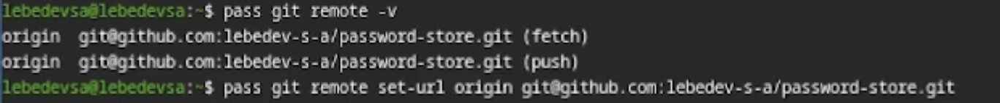 lebedevsa@lebedevsa:~$ pass git remote -v
origin  git@github.com:lebedev-s-a/password-store.git (fetch)
origin  git@github.com:lebedev-s-a/password-store.git (push)
lebedevsa@lebedevsa:~$ pass git remote set-url origin git@github.com:lebedev-s-a/password-store.git